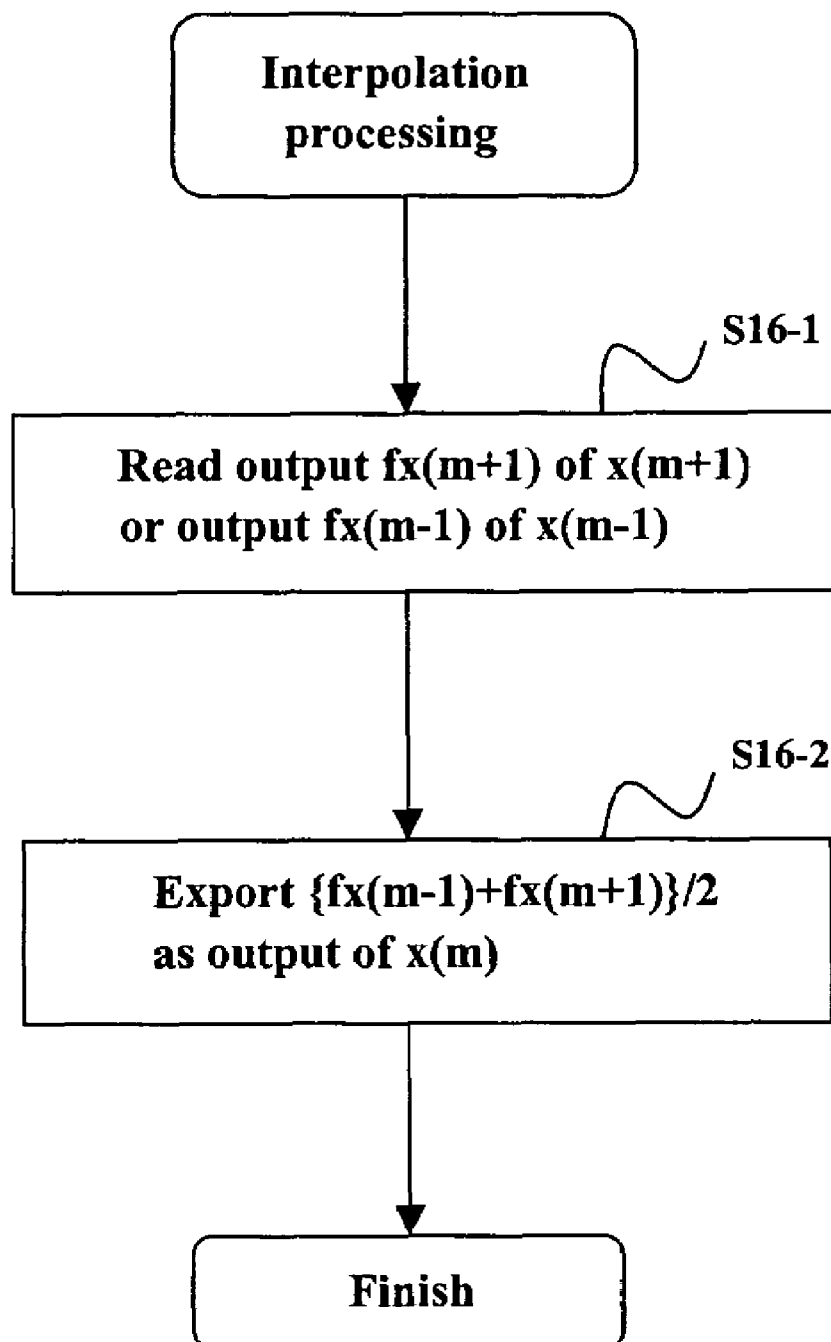 Interpolation
processing
S16-1
Read output fx(m+1) of x(m+1)
or output fx(m-1) of x(m-1)
S16-2
Export {fx(m-1)+fx(m+1)}/2
as output of x(m)
Finish